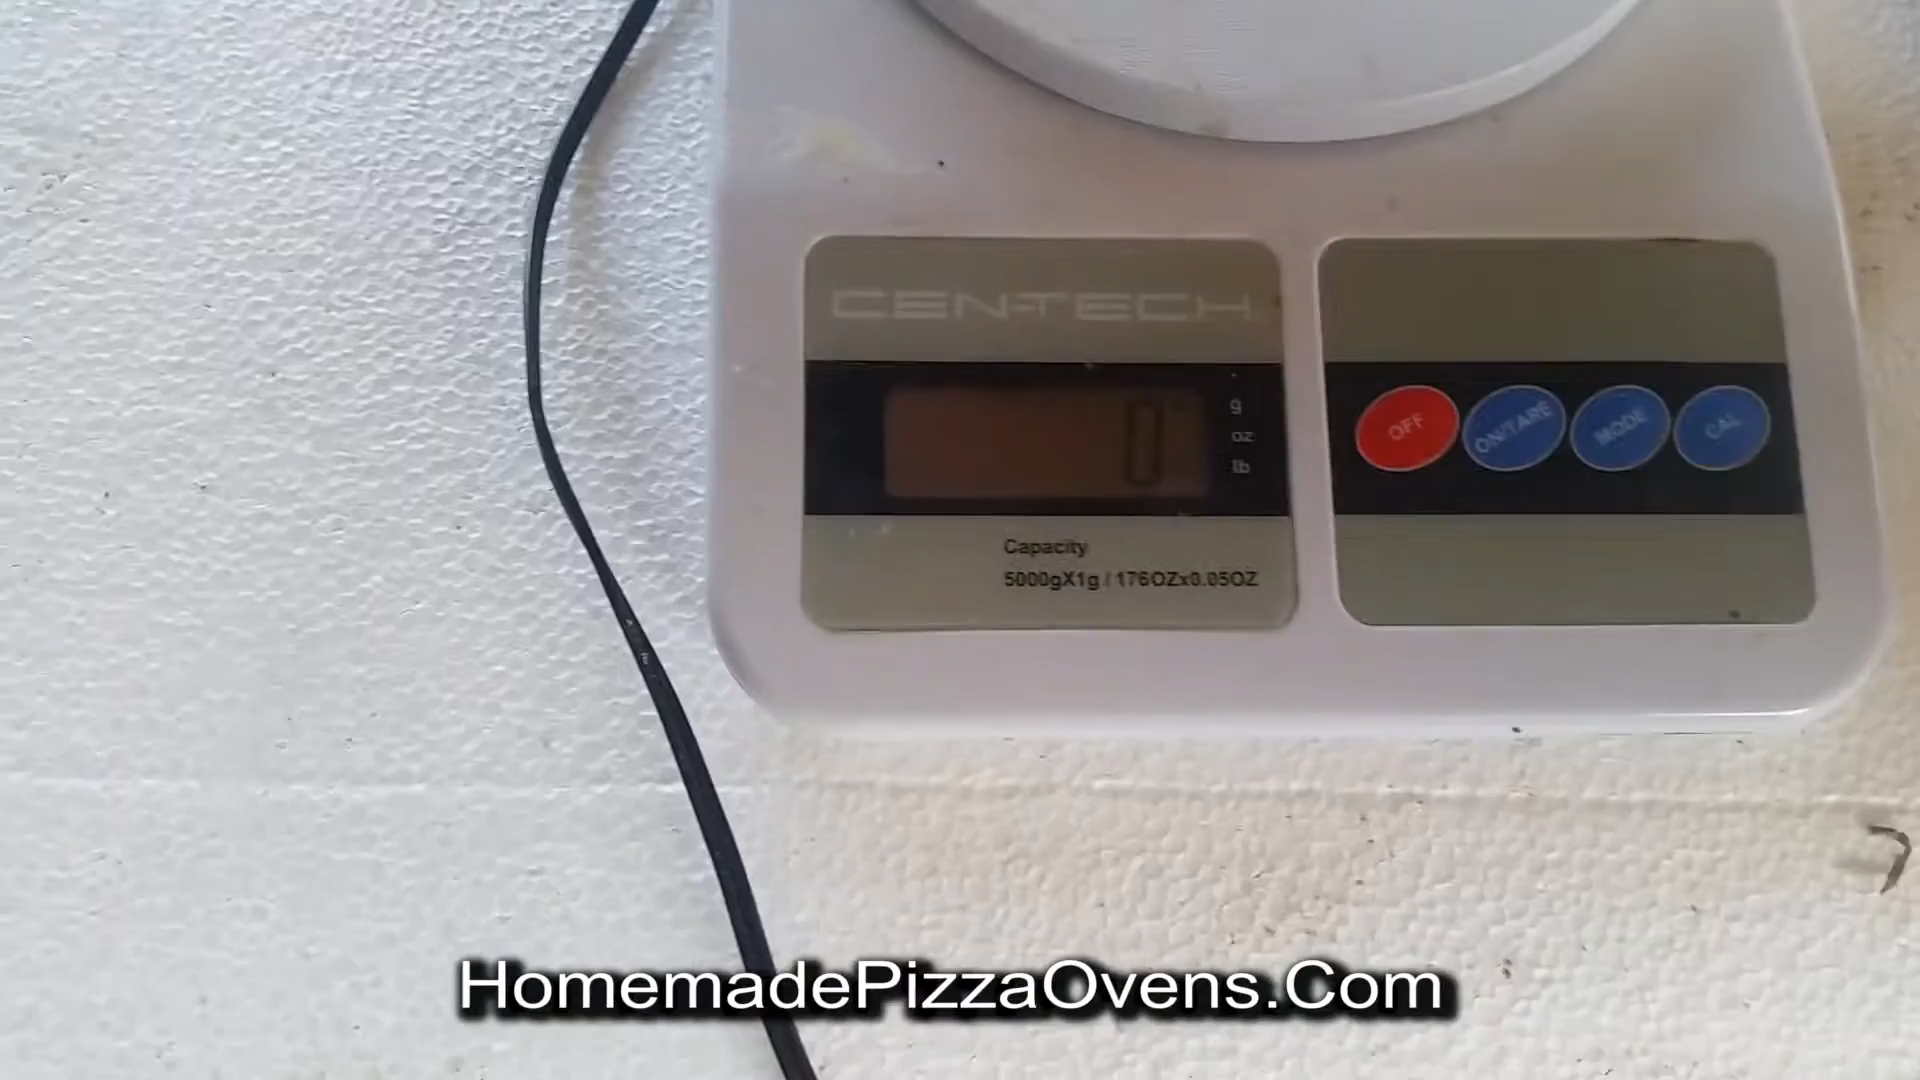 CEN-TECH
0
g
oz
lb
OFF
ON/TARE
MODE
CAL
Capacity
5000gX1g / 176OZx0.05OZ
HomemadePizzaOvens.Com